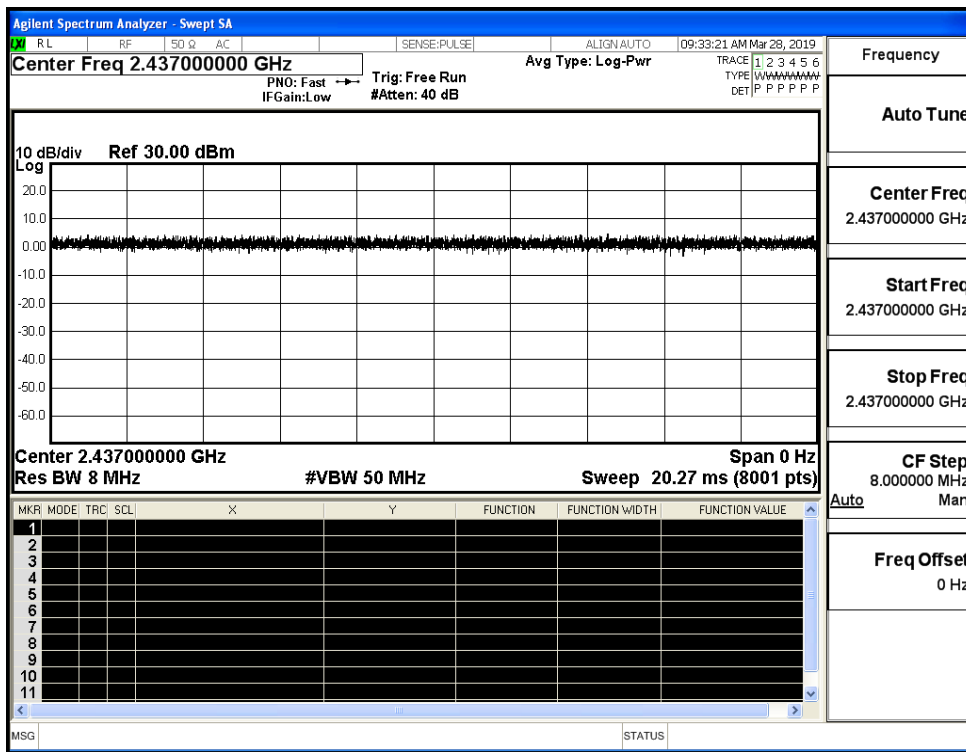 Agilent Spectrum Analyzer - Swept SA
LXI RL RF 50 Ω AC SENSE:PULSE ALIGN AUTO 09:33:21 AM Mar 28, 2019
Center Freq 2.437000000 GHz
PNO: Fast
IFGain:Low
Trig: Free Run
#Atten: 40 dB
Avg Type: Log-Pwr
TRACE 1 2 3 4 5 6
TYPE WWWWWW
DET P P P P P P
10 dB/div Ref 30.00 dBm
Log
20.0
10.0
0.00
-10.0
-20.0
-30.0
-40.0
-50.0
-60.0
Center 2.437000000 GHz Span 0 Hz
Res BW 8 MHz #VBW 50 MHz Sweep 20.27 ms (8001 pts)
MKR MODE TRC SCL X Y FUNCTION FUNCTION WIDTH FUNCTION VALUE
1
2
3
4
5
6
7
8
9
10
11
MSG STATUS
Frequency
Auto Tune
Center Freq
2.437000000 GHz
Start Freq
2.437000000 GHz
Stop Freq
2.437000000 GHz
CF Step
8.000000 MHz
Auto Man
Freq Offset
0 Hz